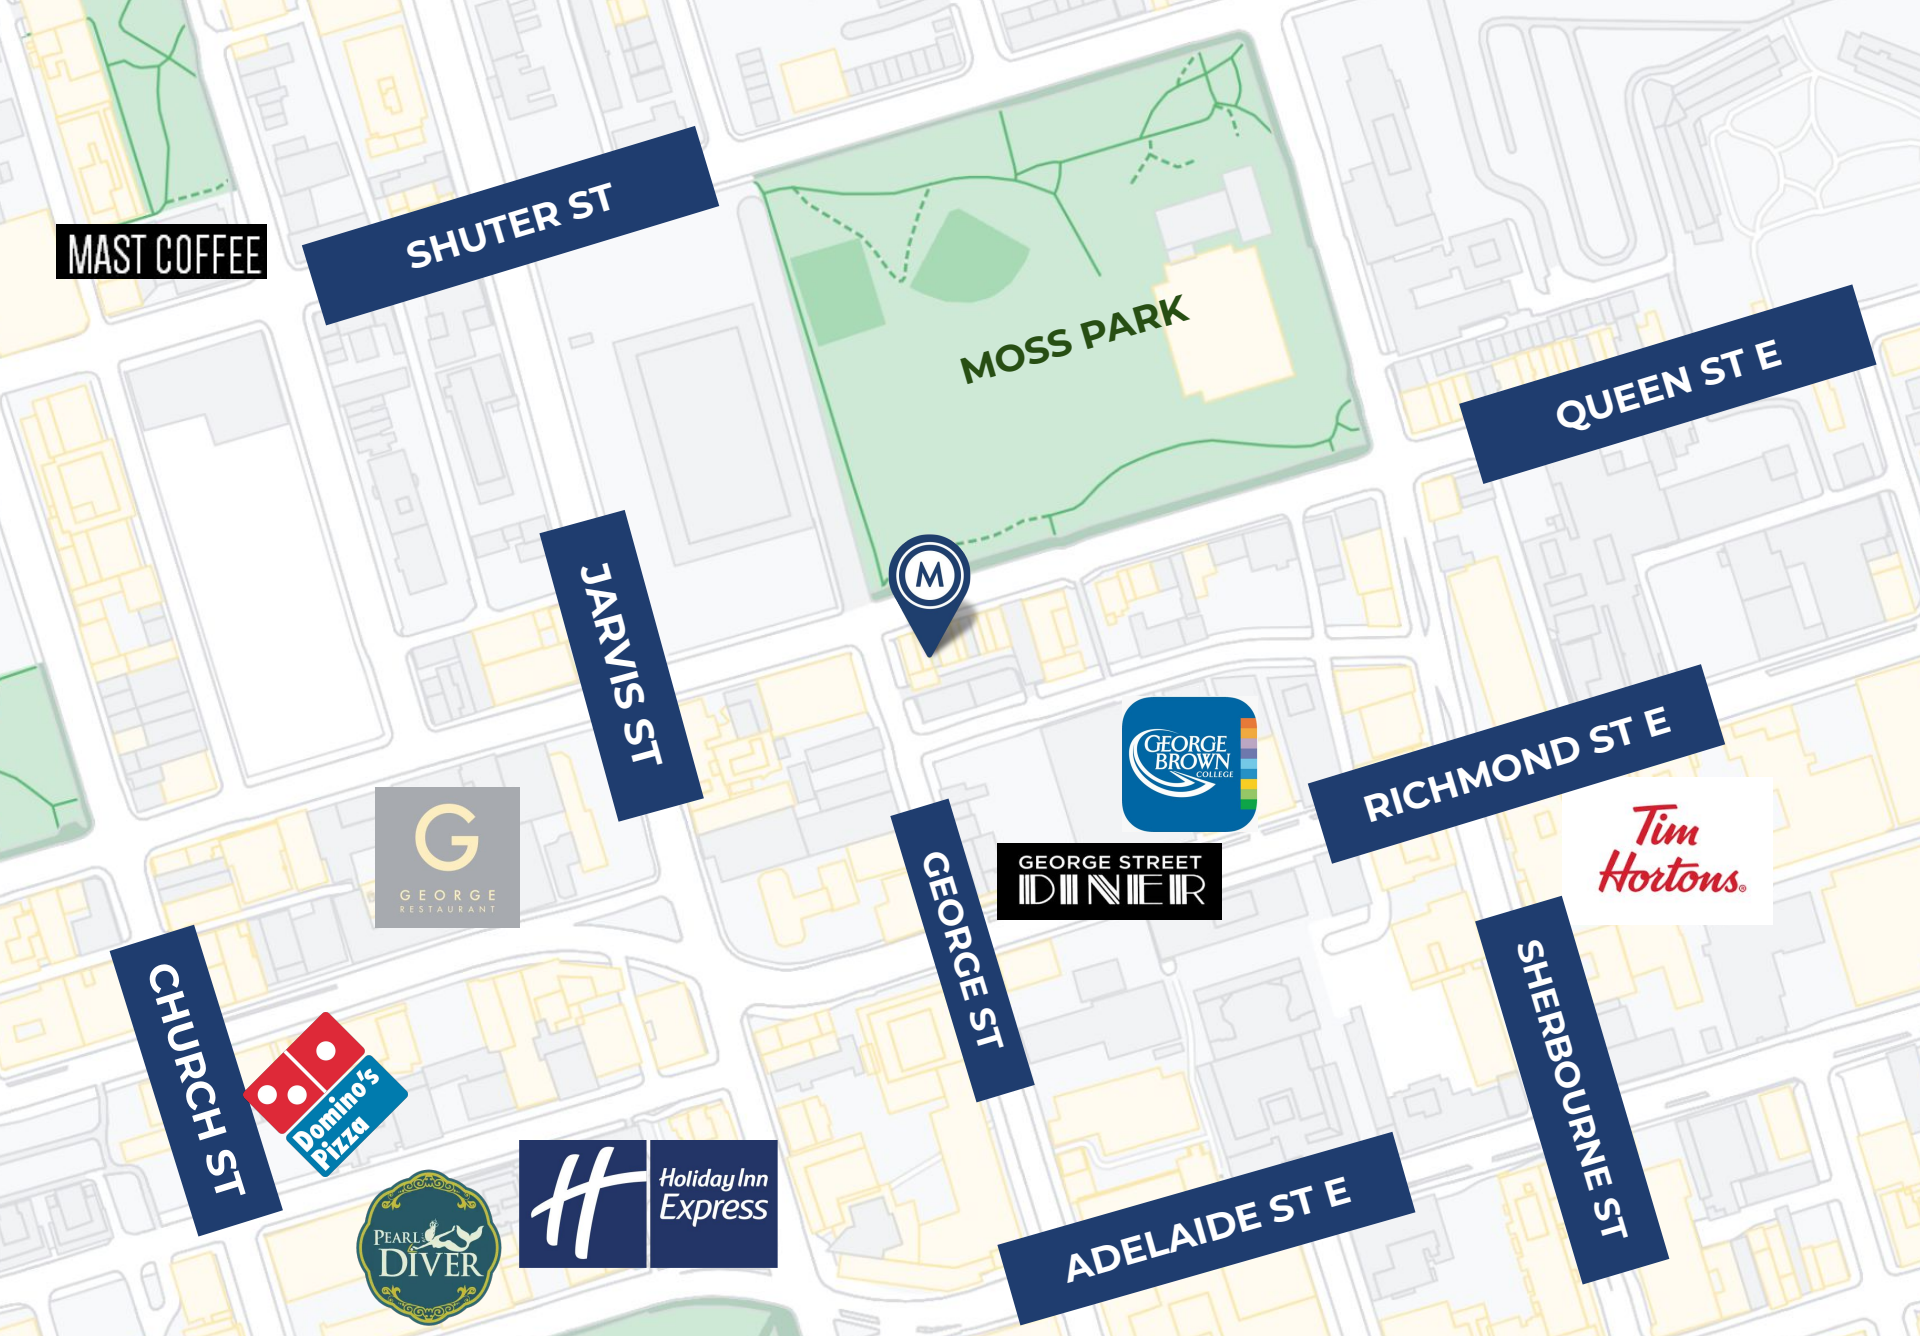 SHUTER ST
MAST COFFEE
MOSS PARK
QUEEN ST E
M
JARVIS ST
GEORGE BROWN
COLLEGE
RICHMOND ST E
G
GEORGE
RESTAURANT
GEORGE STREET
DINER
Tim
Hortons
GEORGE ST
CHURCH ST
SHERBOURNE ST
Domino's
Pizza
PEARL
DIVER
H
Holiday Inn
Express
ADELAIDE ST E